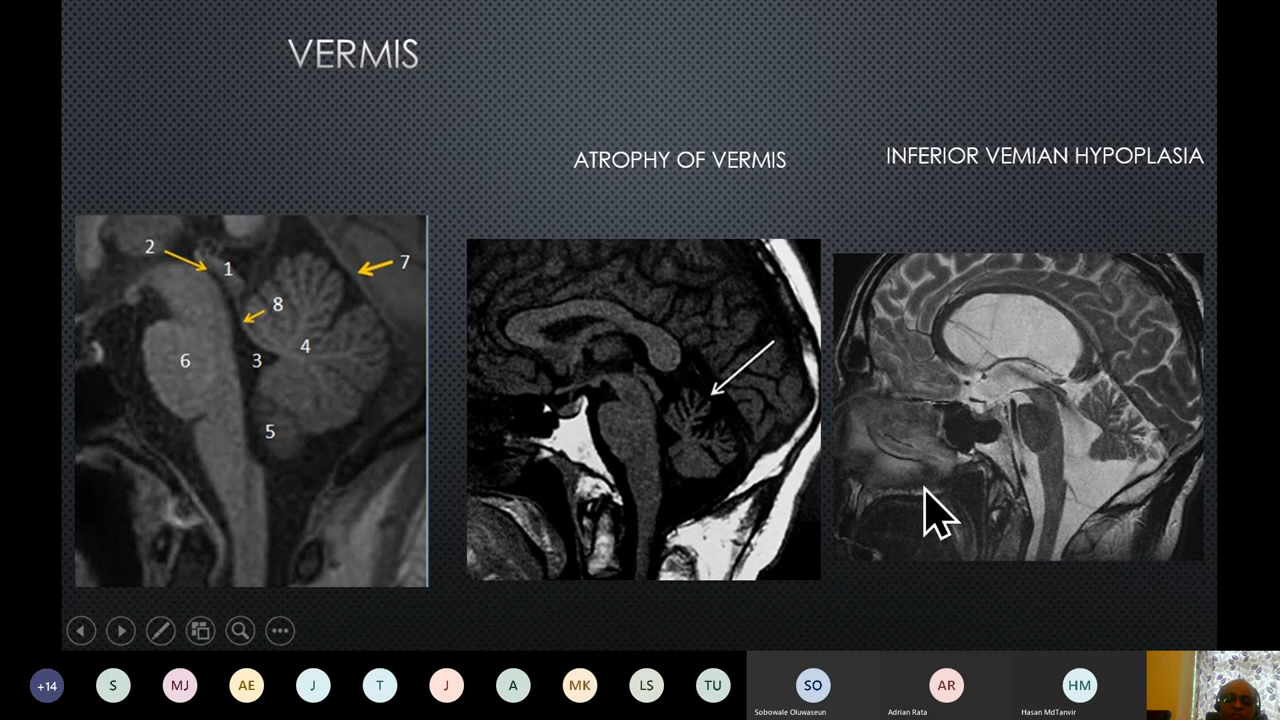 VERMIS
ATROPHY OF VERMIS
INFERIOR VEMIAN HYPOPLASIA
2
1
7
8
4
3
6
5
+14
S
MJ
AE
J
T
J
A
MK
LS
TU
SO
AR
HM
Sobowale Oluwaseun
Adrian Rata
Hasan MdTanvir